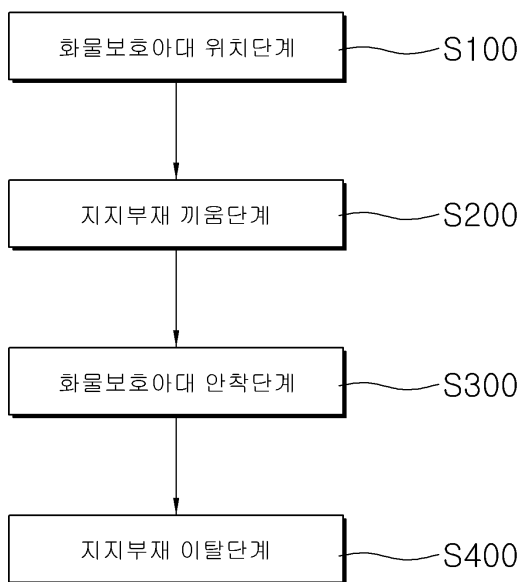 화물보호아대 위치단계 S100
지지부재 끼움단계 S200
화물보호아대 안착단계 S300
지지부재 이탈단계 S400